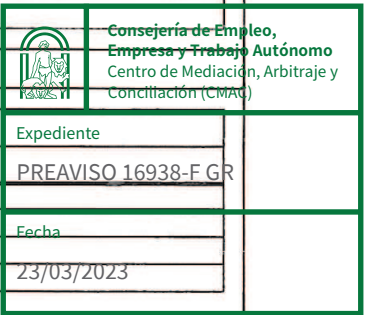 Consejería de Empleo,
Empresa y Trabajo Autónomo
Centro de Mediación, Arbitraje y
Conciliación (CMAC)
Expediente
PREAVISO 16938-F GR
Fecha
23/03/2023